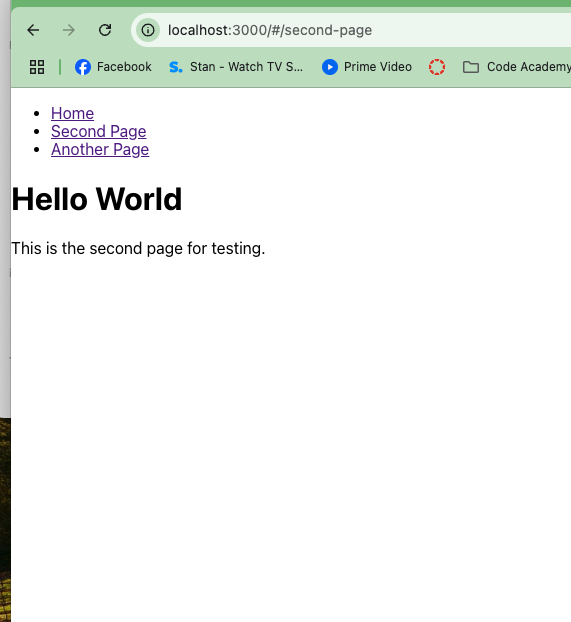 localhost:3000/#/second-page
Facebook Stan - Watch TV S... Prime Video Code Academy
Home
Second Page
Another Page
Hello World
This is the second page for testing.